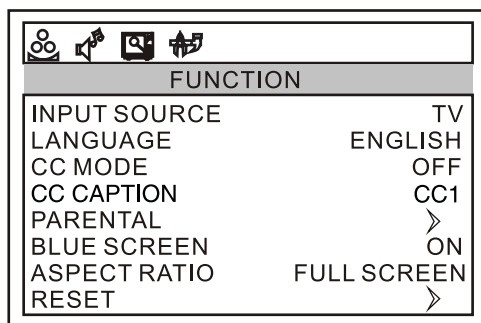 FUNCTION
INPUT SOURCE TV
LANGUAGE ENGLISH
CC MODE OFF
CC CAPTION CC1
PARENTAL 》
BLUE SCREEN ON
ASPECT RATIO FULL SCREEN
RESET 》